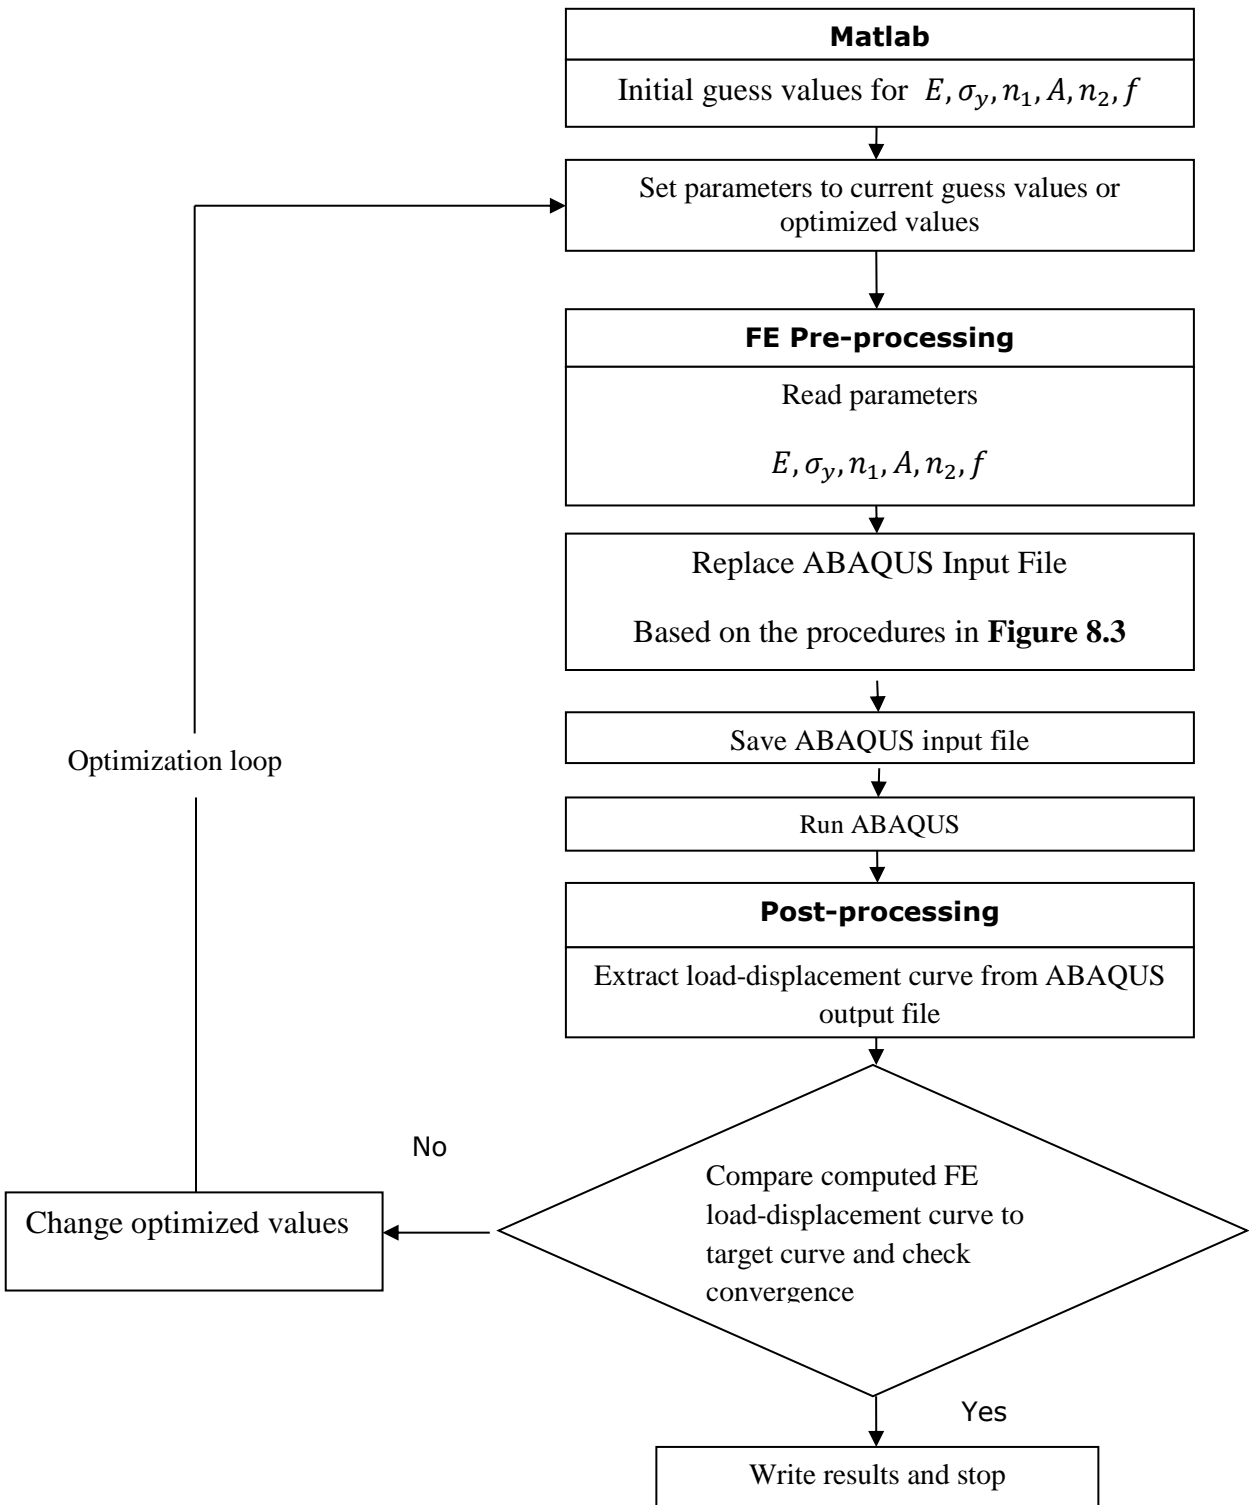 Matlab
Initial guess values for E, σ_y, n_1, A, n_2, f
Set parameters to current guess values or
optimized values
FE Pre-processing
Read parameters
E, σ_y, n_1, A, n_2, f
Replace ABAQUS Input File
Based on the procedures in Figure 8.3
Save ABAQUS input file
Optimization loop
Run ABAQUS
Post-processing
Extract load-displacement curve from ABAQUS
output file
No
Compare computed FE
load-displacement curve to
target curve and check
convergence
Change optimized values
Yes
Write results and stop